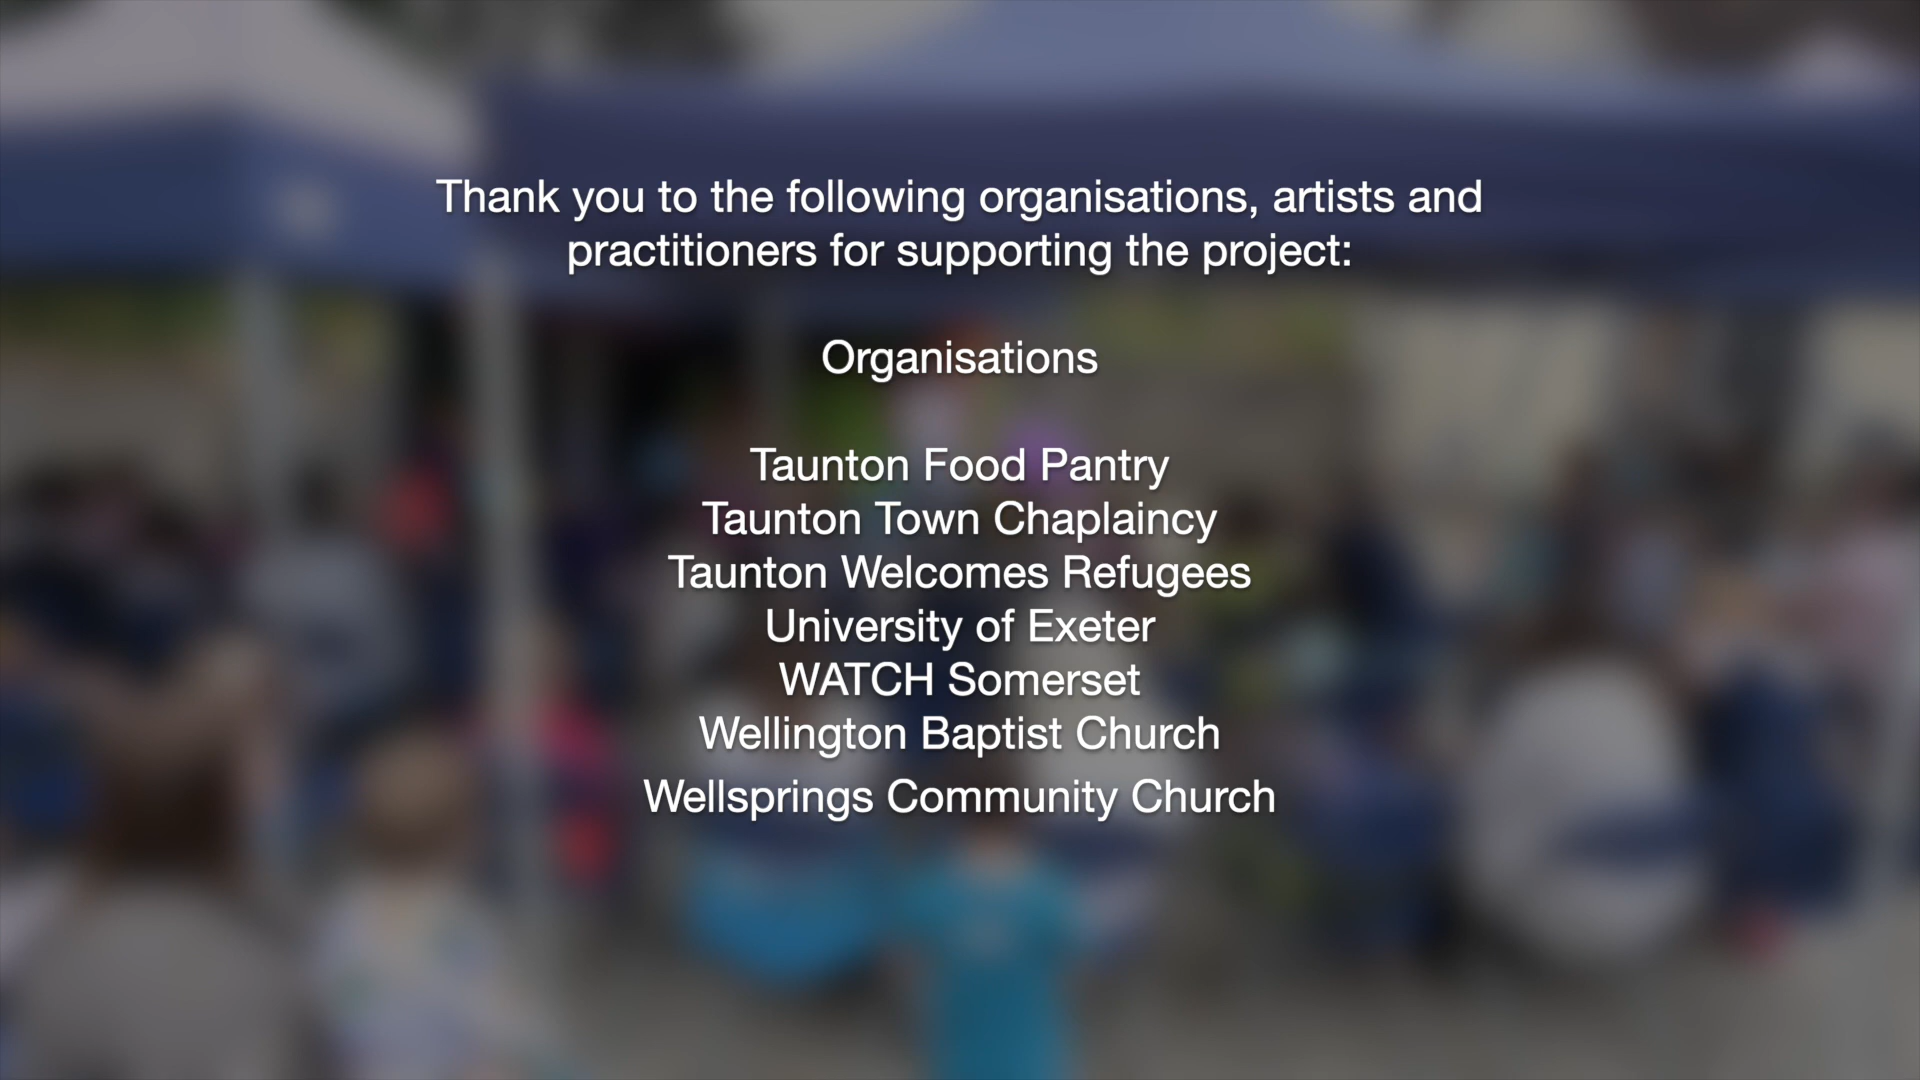 Thank you to the following organisations, artists and
practitioners for supporting the project:
Organisations
Taunton Food Pantry
Taunton Town Chaplaincy
Taunton Welcomes Refugees
University of Exeter
WATCH Somerset
Wellington Baptist Church
Wellsprings Community Church